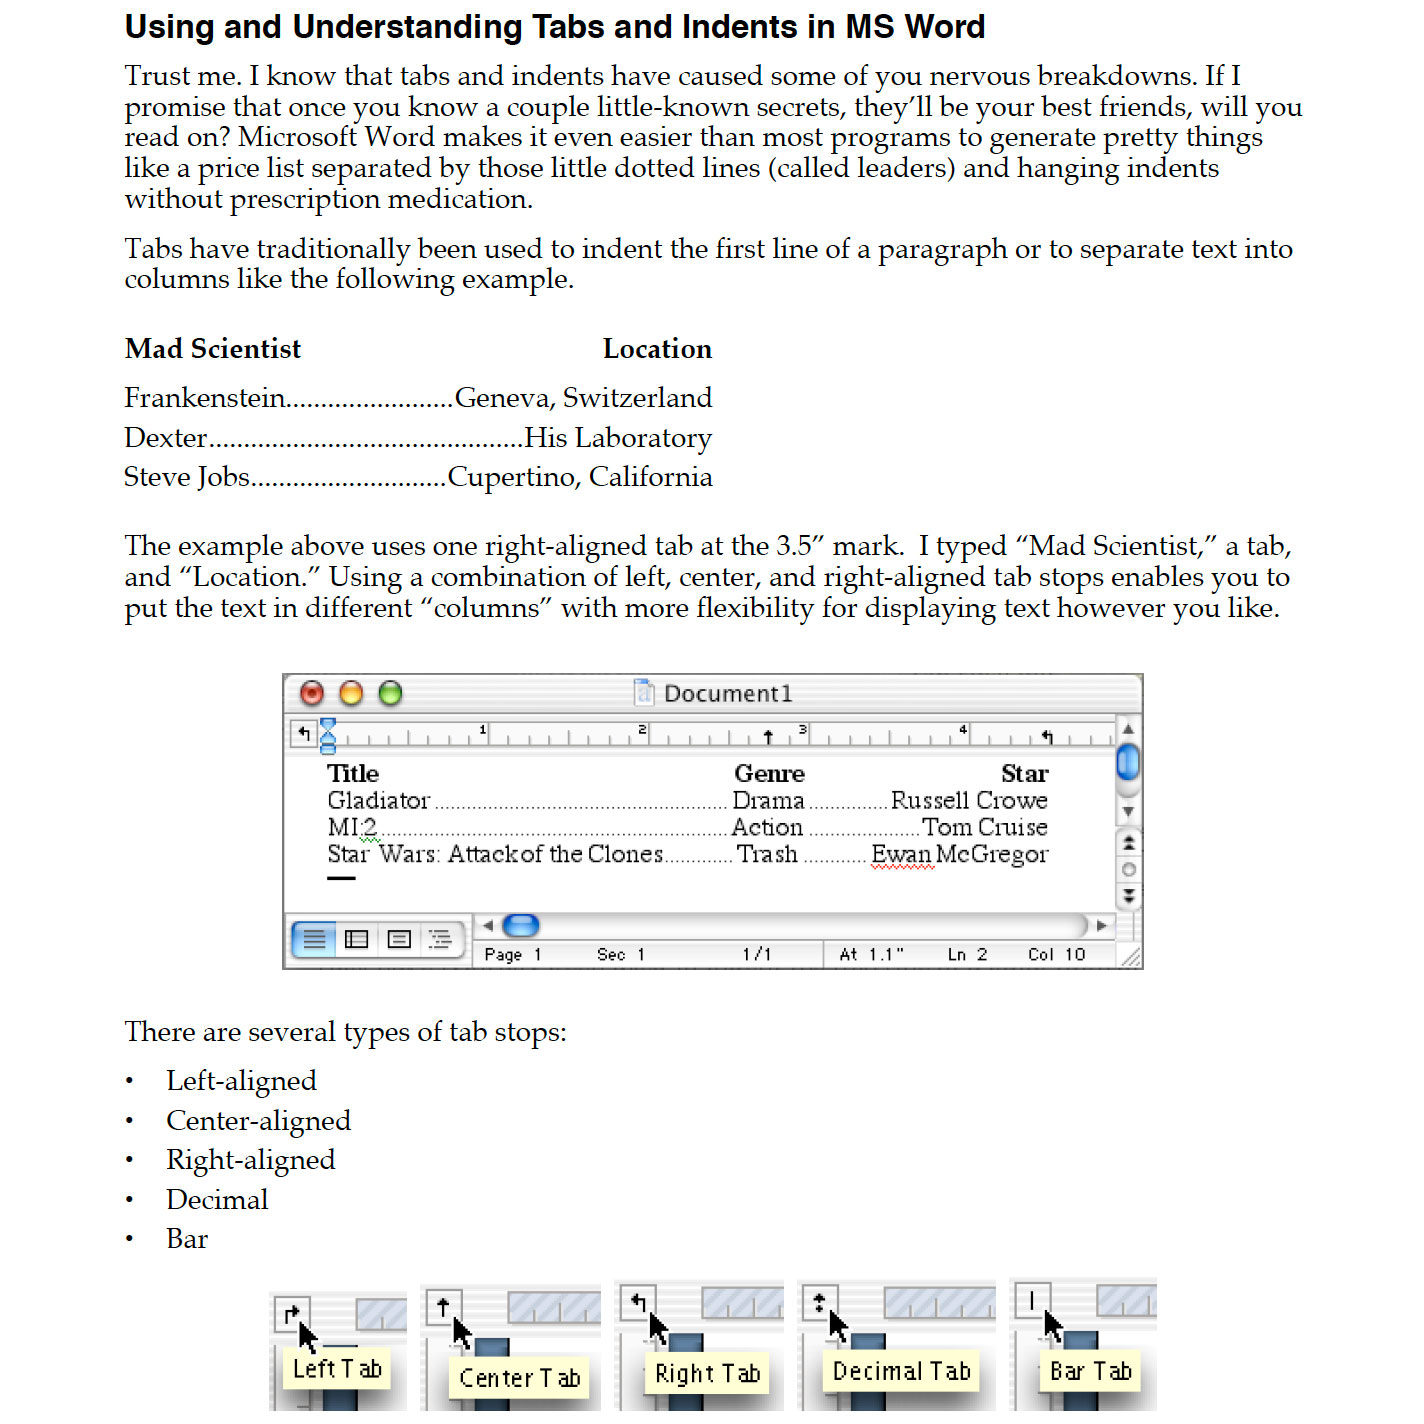 Using and Understanding Tabs and Indents in MS Word
Trust me. I know that tabs and indents have caused some of you nervous breakdowns. If I
promise that once you know a couple little-known secrets, they’ll be your best friends, will you
read on? Microsoft Word makes it even easier than most programs to generate pretty things
like a price list separated by those little dotted lines (called leaders) and hanging indents
without prescription medication.
Tabs have traditionally been used to indent the first line of a paragraph or to separate text into
columns like the following example.
Mad Scientist Location
Frankenstein........................Geneva, Switzerland
Dexter.............................................His Laboratory
Steve Jobs............................Cupertino, California
The example above uses one right-aligned tab at the 3.5” mark.  I typed “Mad Scientist,” a tab,
and “Location.” Using a combination of left, center, and right-aligned tab stops enables you to
put the text in different “columns” with more flexibility for displaying text however you like.
Document1
1 2 3 4
Title Genre Star
Gladiator ........................................................ Drama ............... Russell Crowe
MI:2 .................................................................. Action ..................... Tom Cruise
Star Wars: Attack of the Clones ............. Trash ............ Ewan McGregor
Page 1 Sec 1 1/1 At 1.1" Ln 2 Col 10
There are several types of tab stops:
• Left-aligned
• Center-aligned
• Right-aligned
• Decimal
• Bar
Left Tab Center Tab Right Tab Decimal Tab Bar Tab